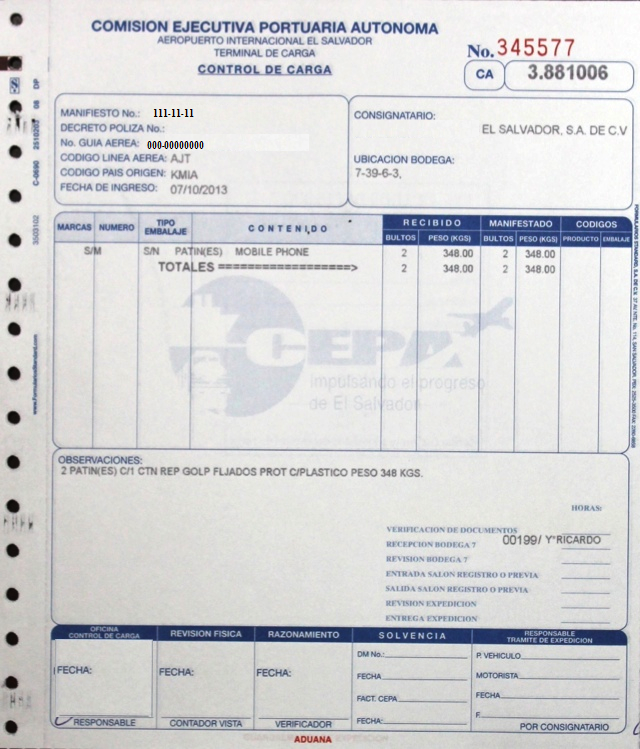 COMISION EJECUTIVA PORTUARIA AUTONOMA
AEROPUERTO INTERNACIONAL EL SALVADOR
TERMINAL DE CARGA
CONTROL DE CARGA
No. 345577
CA 3.881006
MANIFIESTO No.: 111-11-11
DECRETO POLIZA No.:
No. GUIA AEREA: 000-00000000
CODIGO LINEA AEREA: AJT
CODIGO PAIS ORIGEN: KMIA
FECHA DE INGRESO: 07/10/2013
CONSIGNATARIO:
EL SALVADOR, S.A. DE C.V
UBICACION BODEGA:
7-39-6-3,
MARCAS NUMERO TIPO EMBALAJE CONTENIDO RECIBIDO MANIFESTADO CODIGOS
BULTOS PESO (KGS) BULTOS PESO (KGS) PRODUCTO EMBALAJE
S/M S/N PATIN(ES) MOBILE PHONE 2 348.00 2 348.00
TOTALES ==================> 2 348.00 2 348.00
CEPA
impulsando el progreso
de El Salvador
OBSERVACIONES:
2 PATIN(ES) C/1 CTN REP GOLP FLJADOS PROT C/PLASTICO PESO 348 KGS.
HORAS:
VERIFICACION DE DOCUMENTOS
RECEPCION BODEGA 7 00199/ Y°RICARDO
REVISION BODEGA 7
ENTRADA SALON REGISTRO O PREVIA
SALIDA SALON REGISTRO O PREVIA
REVISION EXPEDICION
ENTREGA EXPEDICION
OFICINA CONTROL DE CARGA
FECHA:
RESPONSABLE
REVISION FISICA
FECHA:
CONTADOR VISTA
RAZONAMIENTO
FECHA:
VERIFICADOR
SOLVENCIA
DM No.:
FECHA
FACT. CEPA
FECHA:
RESPONSABLE
TRAMITE DE EXPEDICION
P. VEHICULO
MOTORISTA
FECHA
F.
POR CONSIGNATARIO
ADUANA
C-0690
3503102
www.FormulariosStandard.com